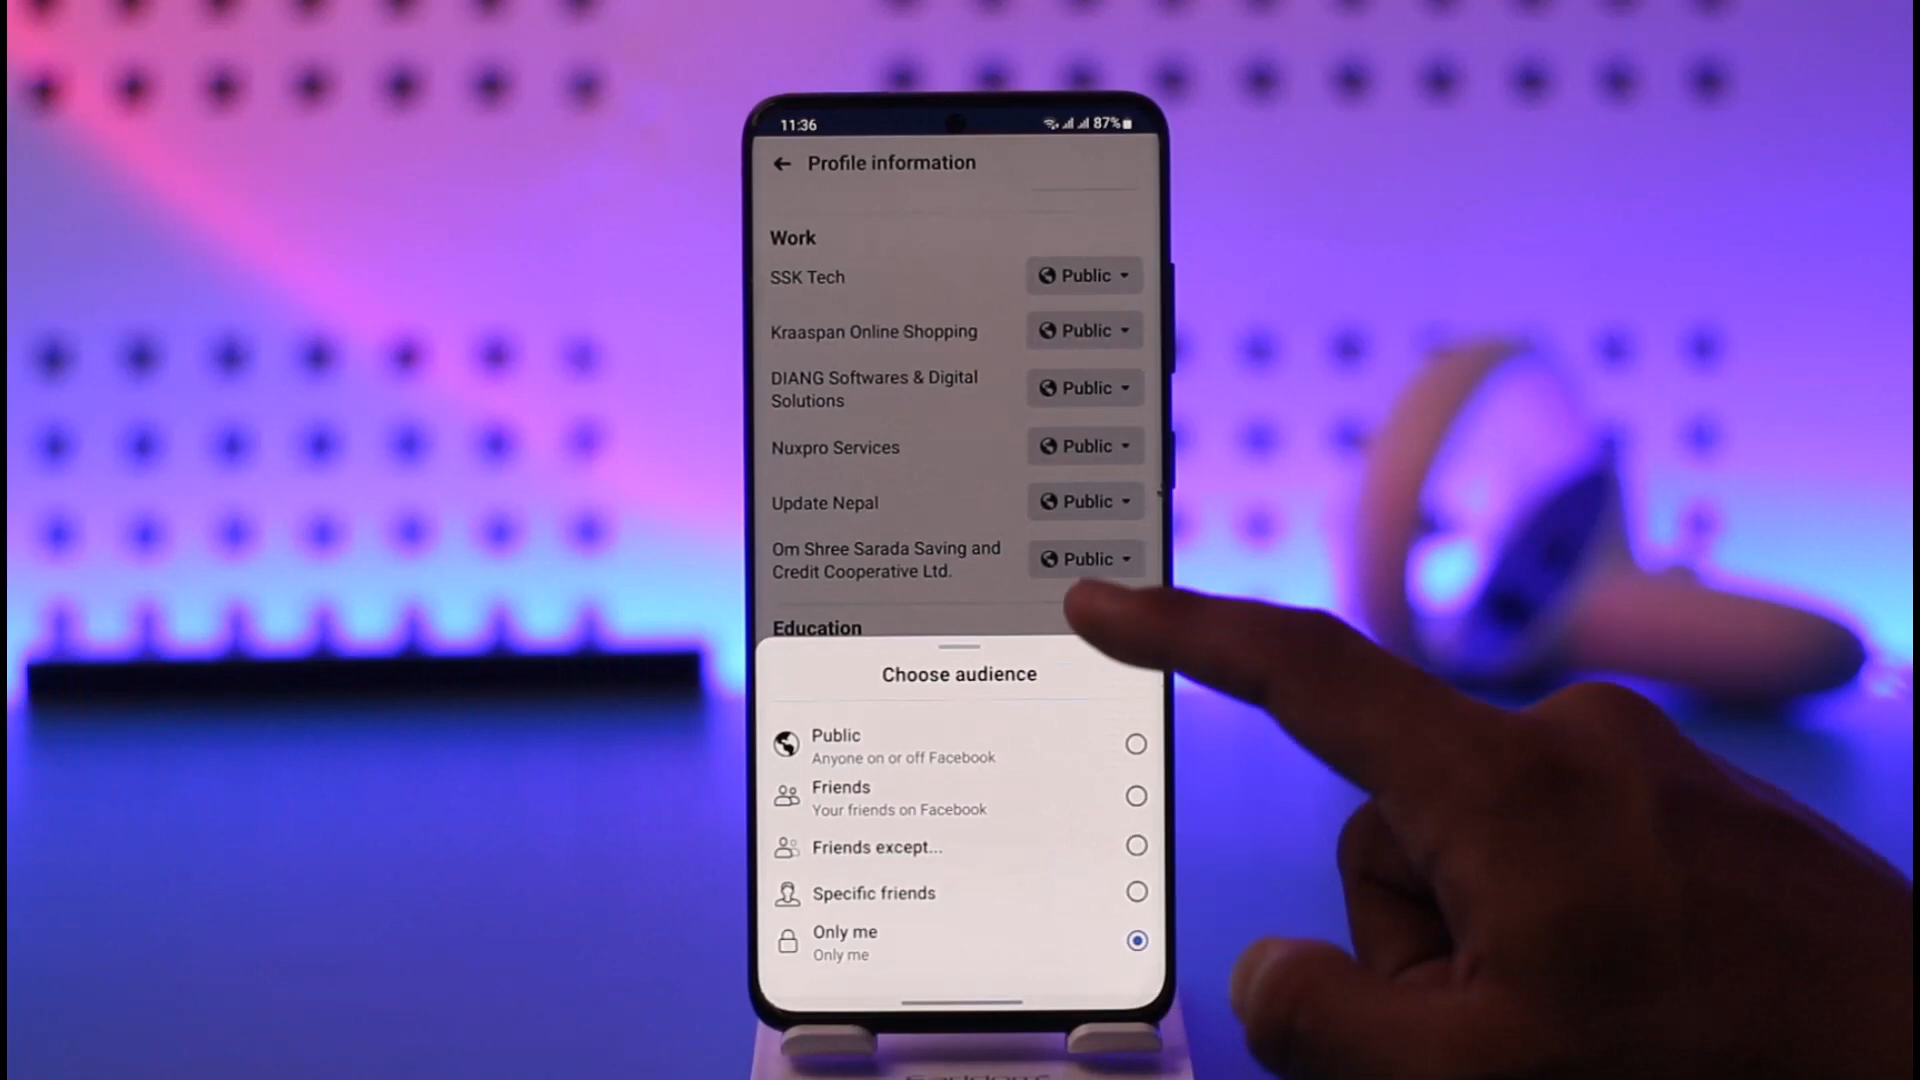 11:36
87%
Profile information
Work
SSK Tech
Public
Kraaspan Online Shopping
Public
DIANG Softwares & Digital
Solutions
Public
Nuxpro Services
Public
Update Nepal
Public
Om Shree Sarada Saving and
Credit Cooperative Ltd.
Public
Education
Choose audience
Public
Anyone on or off Facebook
Friends
Your friends on Facebook
Friends except...
Specific friends
Only me
Only me